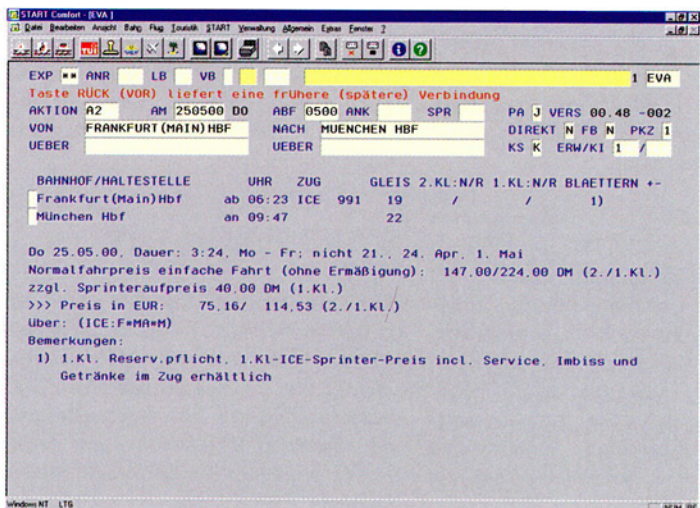 START Comfort - [EVA ]
Datei Bearbeiten Ansicht Bahn Flug Touristik START Verwaltung Allgemein Extras Fenster ?
EXP ** ANR LB VB 1 EVA
Taste RÜCK (VOR) liefert eine frühere (spätere) Verbindung
AKTION A2 AM 250500 DO ABF 0500 ANK SPR PA J VERS 00.48 -002
VON FRANKFURT(MAIN)HBF NACH MUENCHEN HBF DIREKT N FB N PKZ 1
UEBER UEBER KS K ERW/KI 1 /
BAHNHOF/HALTESTELLE UHR ZUG GLEIS 2.KL:N/R 1.KL:N/R BLAETTERN +-
Frankfurt(Main)Hbf ab 06:23 ICE 991 19 / / 1)
München Hbf an 09:47 22
Do 25.05.00, Dauer: 3:24, Mo - Fr; nicht 21., 24. Apr, 1. Mai
Normalfahrpreis einfache Fahrt (ohne Ermäßigung): 147,00/224,00 DM (2./1.Kl.)
zzgl. Sprinteraufpreis 40,00 DM (1.Kl.)
>>> Preis in EUR: 75,16/ 114,53 (2./1.Kl.)
über: (ICE:F*MA*M)
Bemerkungen:
1) 1.Kl. Reserv.pflicht, 1.Kl-ICE-Sprinter-Preis incl. Service, Imbiss und
Getränke im Zug erhältlich
Windows NT LTG